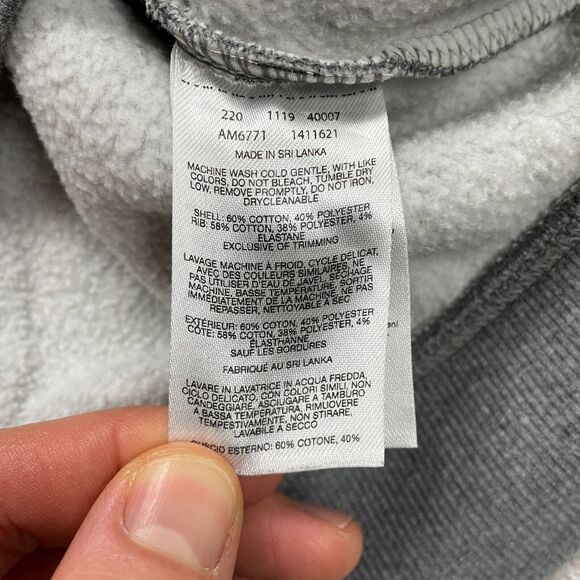 220 1119 40007
AM6771 1411621
MADE IN SRI LANKA
MACHINE WASH COLD GENTLE, WITH LIKE
COLORS, DO NOT BLEACH, TUMBLE DRY
LOW, REMOVE PROMPTLY, DO NOT IRON,
DRYCLEANABLE
SHELL: 60% COTTON, 40% POLYESTER
RIB: 58% COTTON, 38% POLYESTER, 4%
ELASTANE
EXCLUSIVE OF TRIMMING
LAVAGE MACHINE À FROID, CYCLE DÉLICAT,
AVEC DES COULEURS SIMILAIRES, NE
PAS UTILISER D'EAU DE JAVEL, SÉCHAGE
MACHINE, BASSE TEMPÉRATURE, SORTIR
IMMÉDIATEMENT DE LA MACHINE, NE PAS
REPASSER, NETTOYABLE A SEC
EXTÉRIEUR: 60% COTON, 40% POLYESTER
CÔTE: 58% COTON, 38% POLYESTER, 4%
ÉLASTHANNE
SAUF LES BORDURES
FABRIQUÉ AU SRI LANKA
LAVARE IN LAVATRICE IN ACQUA FREDDA,
CICLO DELICATO, CON COLORI SIMILI, NON
CANDEGGIARE, ASCIUGARE A TAMBURO
A BASSA TEMPERATURA, RIMUOVERE
TEMPESTIVAMENTE, NON STIRARE,
LAVABILE A SECCO
GUSCIO ESTERNO: 60% COTONE, 40%